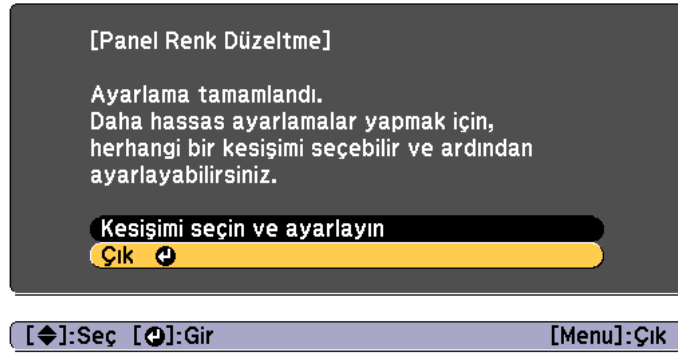 [Panel Renk Düzeltme]
Ayarlama tamamlandı.
Daha hassas ayarlamalar yapmak için,
herhangi bir kesişimi seçebilir ve ardından
ayarlayabilirsiniz.
Kesişimi seçin ve ayarlayın
Çık
[◆]:Seç [⏎]:Gir [Menu]:Çık